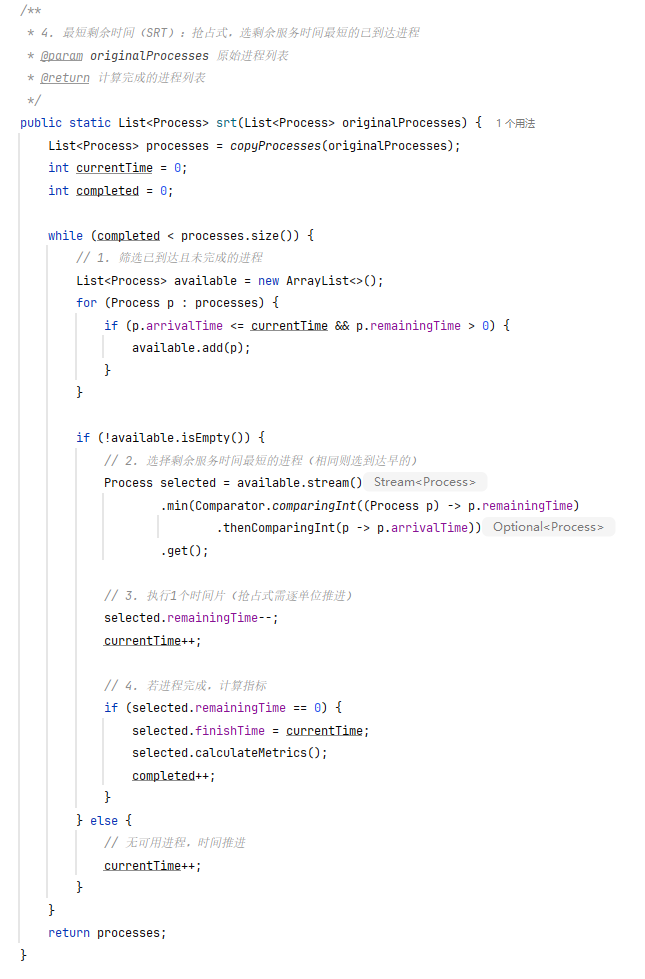 /**
 * 4. 最短剩余时间（SRT）：抢占式，选剩余服务时间最短的已到达进程
 * @param originalProcesses 原始进程列表
 * @return 计算完成的进程列表
 */
public static List<Process> srt(List<Process> originalProcesses) { 1 个用法
    List<Process> processes = copyProcesses(originalProcesses);
    int currentTime = 0;
    int completed = 0;

    while (completed < processes.size()) {
        // 1. 筛选已到达且未完成的进程
        List<Process> available = new ArrayList<>();
        for (Process p : processes) {
            if (p.arrivalTime <= currentTime && p.remainingTime > 0) {
                available.add(p);
            }
        }

        if (!available.isEmpty()) {
            // 2. 选择剩余服务时间最短的进程（相同则选到达早的）
            Process selected = available.stream() Stream<Process>
                    .min(Comparator.comparingInt((Process p) -> p.remainingTime)
                            .thenComparingInt(p -> p.arrivalTime)) Optional<Process>
                    .get();

            // 3. 执行1个时间片（抢占式需逐单位推进）
            selected.remainingTime--;
            currentTime++;

            // 4. 若进程完成，计算指标
            if (selected.remainingTime == 0) {
                selected.finishTime = currentTime;
                selected.calculateMetrics();
                completed++;
            }
        } else {
            // 无可用进程，时间推进
            currentTime++;
        }
    }
    return processes;
}